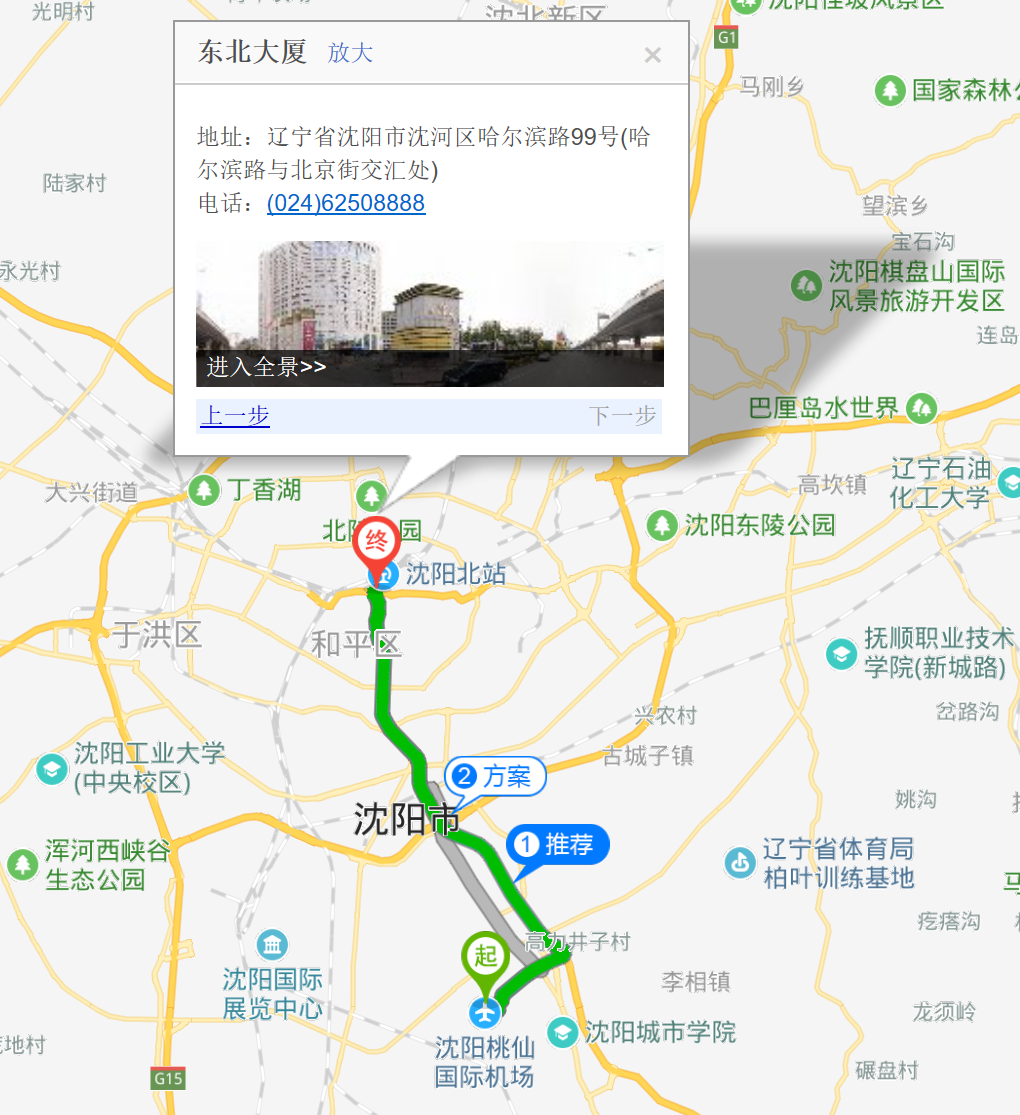 光明村
沈北新区
G1
马刚乡
国家森林
东北大厦 放大
×
地址：辽宁省沈阳市沈河区哈尔滨路99号(哈
尔滨路与北京街交汇处)
电话：(024)62508888
进入全景>>
上一步
下一步
陆家村
永光村
望滨乡
宝石沟
沈阳棋盘山国际
风景旅游开发区
连岛
巴厘岛水世界
大兴街道
丁香湖
高坎镇
辽宁石油
化工大学
沈阳东陵公园
终
沈阳北站
于洪区
和平区
抚顺职业技术
学院(新城路)
兴农村
岔路沟
古城子镇
沈阳工业大学
(中央校区)
2 方案
姚沟
沈阳市
1 推荐
浑河西峡谷
生态公园
辽宁省体育局
柏叶训练基地
疙瘩沟
高力井子村
起
沈阳国际
展览中心
李相镇
龙须岭
沈阳城市学院
沈阳桃仙
国际机场
碾盘村
G15